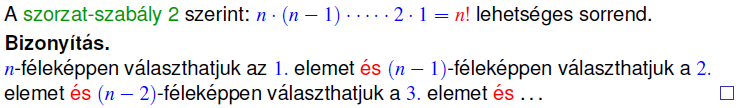 A szorzat-szabály 2 szerint: n · (n − 1) · ⋯ · 2 · 1 = n! lehetséges sorrend.
Bizonyítás.
n-féleképpen választhatjuk az 1. elemet és (n − 1)-féleképpen választhatjuk a 2.
elemet és (n − 2)-féleképpen választhatjuk a 3. elemet és … □